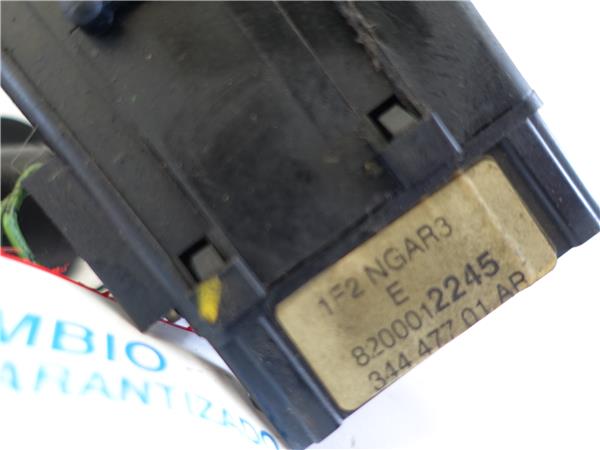 1F2 NGAR3
E
8200012245
344 477 01 AR
MBIO
ARANTIZADO